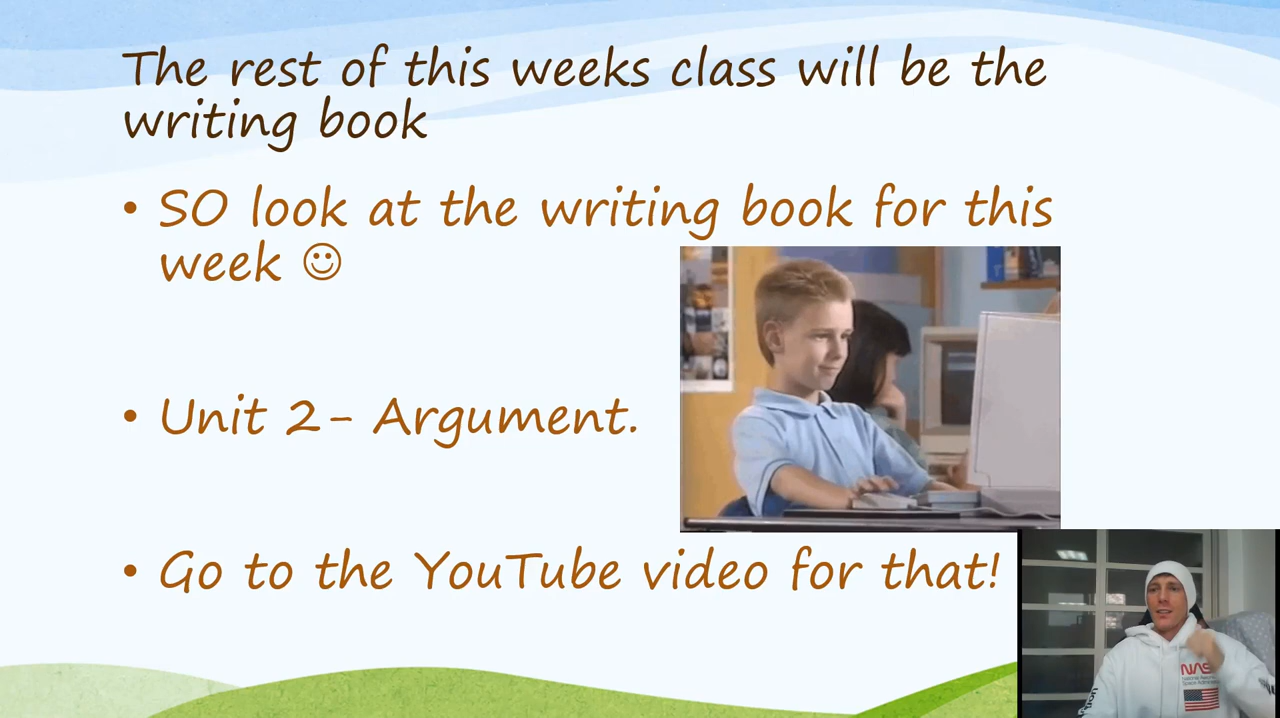 The rest of this weeks class will be the
writing book
• SO look at the writing book for this
week ☺
• Unit 2- Argument.
• Go to the YouTube video for that!
NASA